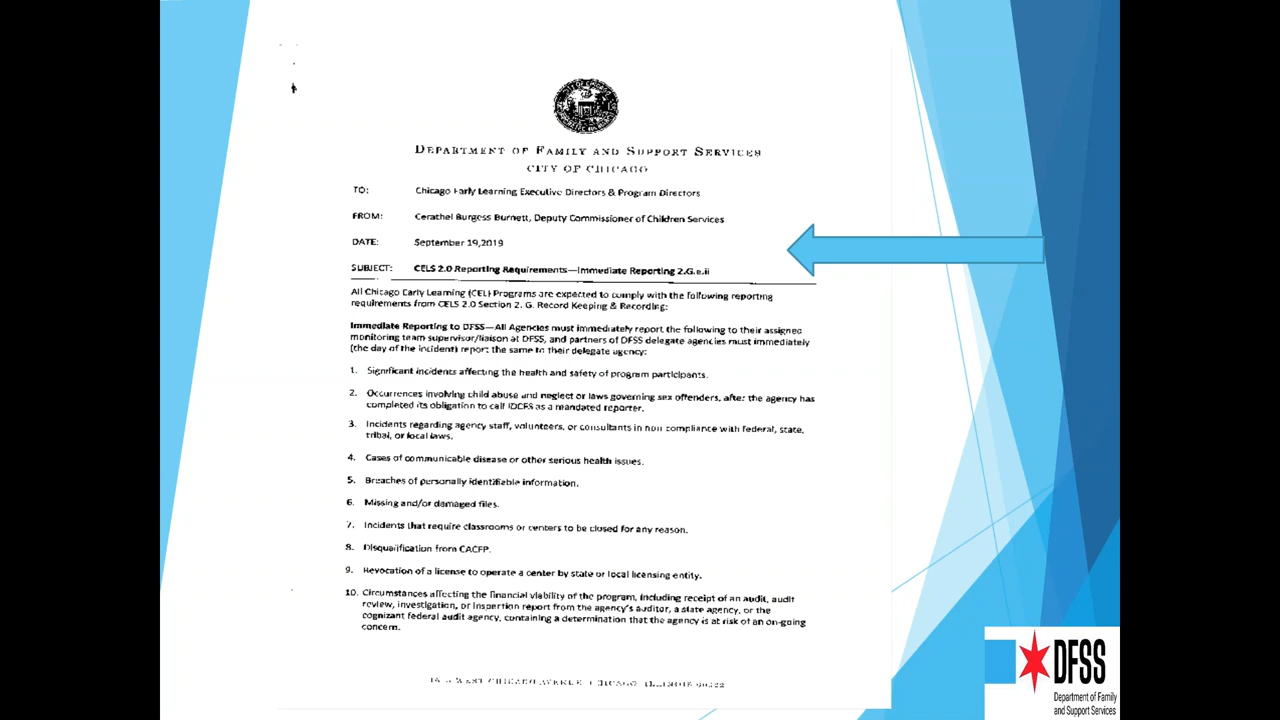 DEPARTMENT OF FAMILY AND SUPPORT SERVICES
CITY OF CHICAGO
TO: Chicago Early Learning Executive Directors & Program Directors
FROM: Cerathel Burgess Burnett, Deputy Commissioner of Children Services
DATE: September 19,2019
SUBJECT: CELS 2.0 Reporting Requirements—Immediate Reporting 2.G.e.ii
All Chicago Early Learning (CEL) Programs are expected to comply with the following reporting
requirements from CELS 2.0 Section 2. G. Record Keeping & Recording:
Immediate Reporting to DFSS—All Agencies must immediately report the following to their assigned
monitoring team supervisor/liaison at DFSS, and partners of DFSS delegate agencies must immediately
(the day of the incident) report the same to their delegate agency:
1. Significant incidents affecting the health and safety of program participants.
2. Occurrences involving child abuse and neglect or laws governing sex offenders, after the agency has
completed its obligation to call IDCFS as a mandated reporter.
3. Incidents regarding agency staff, volunteers, or consultants in non compliance with federal, state,
tribal, or local laws.
4. Cases of communicable disease or other serious health issues.
5. Breaches of personally identifiable information.
6. Missing and/or damaged files.
7. Incidents that require classrooms or centers to be closed for any reason.
8. Disqualification from CACFP.
9. Revocation of a license to operate a center by state or local licensing entity.
10. Circumstances affecting the financial viability of the program, including receipt of an audit, audit
review, investigation, or inspection report from the agency's auditor, a state agency, or the
cognizant federal audit agency, containing a determination that the agency is at risk of an on-going
concern.
WEST CHICAGO AVENUE, CHICAGO, ILLINOIS
DFSS
Department of Family
and Support Services